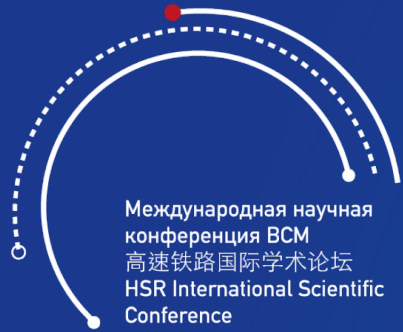 Международная научная
конференция ВСМ
高速铁路国际学术论坛
HSR International Scientific
Conference